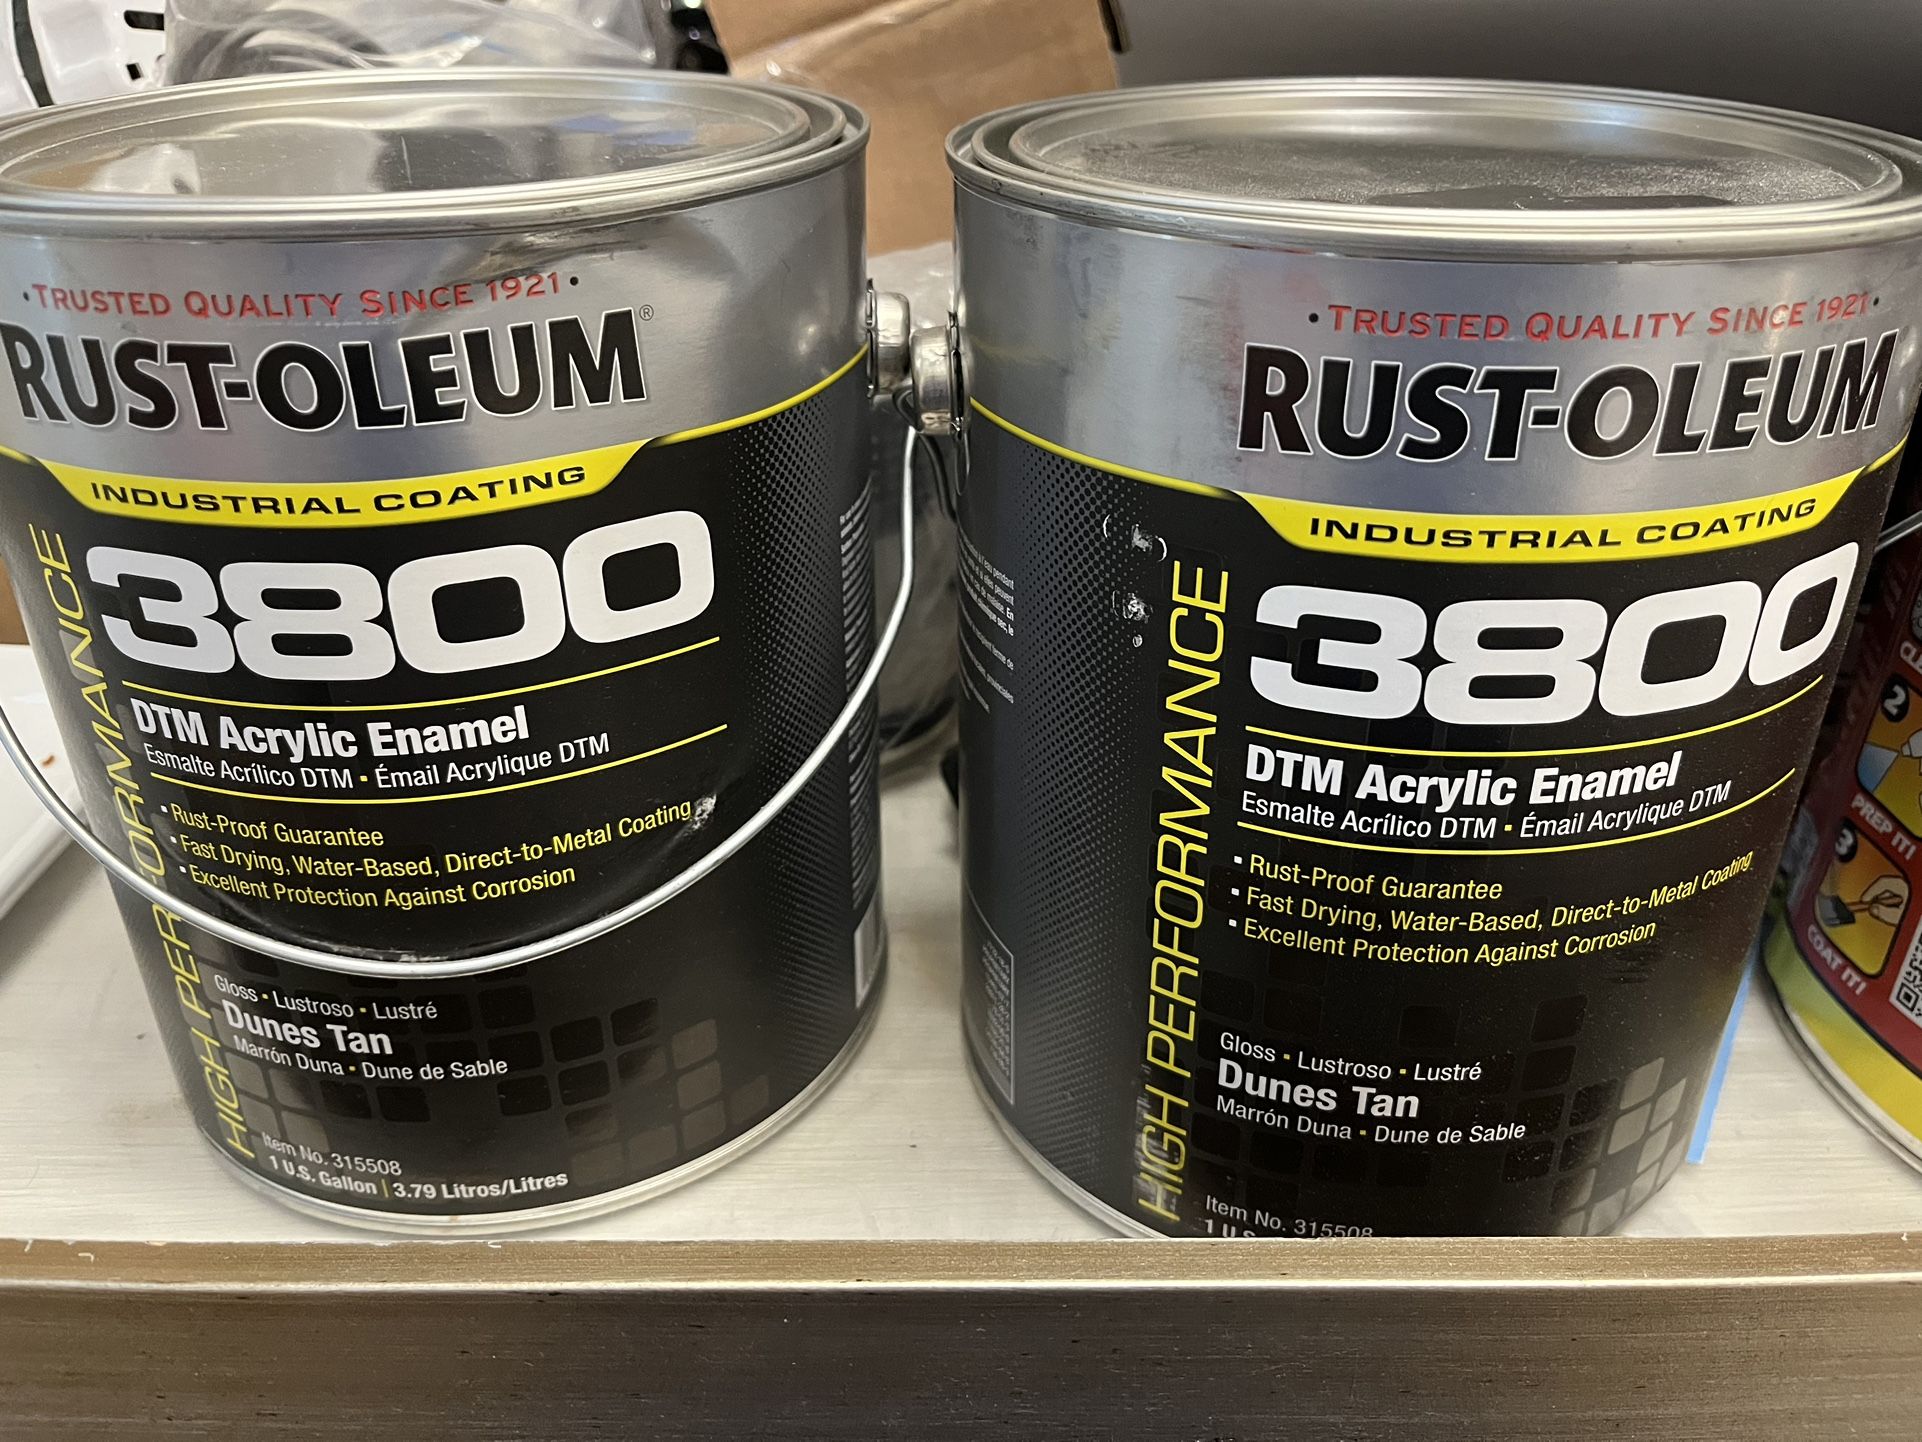 · TRUSTED QUALITY SINCE 1921 ·
RUST-OLEUM®
INDUSTRIAL COATING
3800
HIGH PERFORMANCE
DTM Acrylic Enamel
Esmalte Acrílico DTM ▪ Émail Acrylique DTM
▪ Rust-Proof Guarantee
▪ Fast Drying, Water-Based, Direct-to-Metal Coating
▪ Excellent Protection Against Corrosion
Gloss ▪ Lustroso ▪ Lustré
Dunes Tan
Marrón Duna ▪ Dune de Sable
Item No. 315508
1 U.S. Gallon | 3.79 Litros/Litres
· TRUSTED QUALITY SINCE 1921 ·
RUST-OLEUM
INDUSTRIAL COATING
3800
HIGH PERFORMANCE
DTM Acrylic Enamel
Esmalte Acrílico DTM ▪ Émail Acrylique DTM
▪ Rust-Proof Guarantee
▪ Fast Drying, Water-Based, Direct-to-Metal Coating
▪ Excellent Protection Against Corrosion
Gloss ▪ Lustroso ▪ Lustré
Dunes Tan
Marrón Duna ▪ Dune de Sable
Item No. 315508
1 U.S.
2
PREP IT!
3
COAT IT!